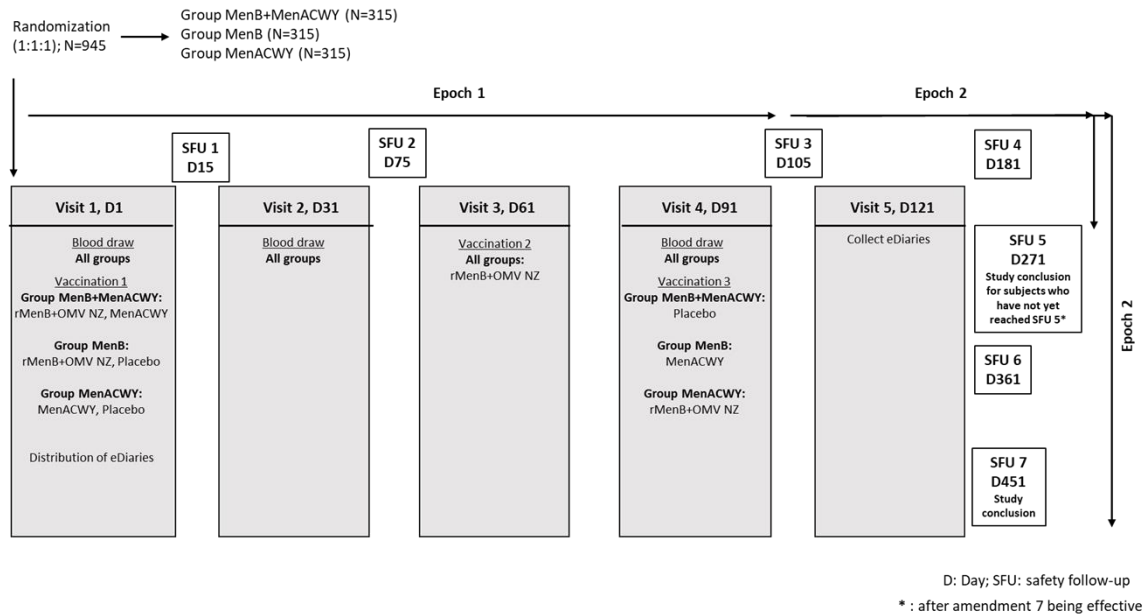 Randomization
(1:1:1); N=945
Group MenB+MenACWY (N=315)
Group MenB (N=315)
Group MenACWY (N=315)
Epoch 1
Epoch 2
SFU 1
D15
SFU 2
D75
SFU 3
D105
SFU 4
D181
Visit 1, D1
Blood draw
All groups
Vaccination 1
Group MenB+MenACWY:
rMenB+OMV NZ, MenACWY
Group MenB:
rMenB+OMV NZ, Placebo
Group MenACWY:
MenACWY, Placebo
Distribution of eDiaries
Visit 2, D31
Blood draw
All groups
Visit 3, D61
Vaccination 2
All groups:
rMenB+OMV NZ
Visit 4, D91
Blood draw
All groups
Vaccination 3
Group MenB+MenACWY:
Placebo
Group MenB:
MenACWY
Group MenACWY:
rMenB+OMV NZ
Visit 5, D121
Collect eDiaries
SFU 5
D271
Study conclusion
for subjects who
have not yet
reached SFU 5*
SFU 6
D361
SFU 7
D451
Study
conclusion
Epoch 2
D: Day; SFU: safety follow-up
* : after amendment 7 being effective